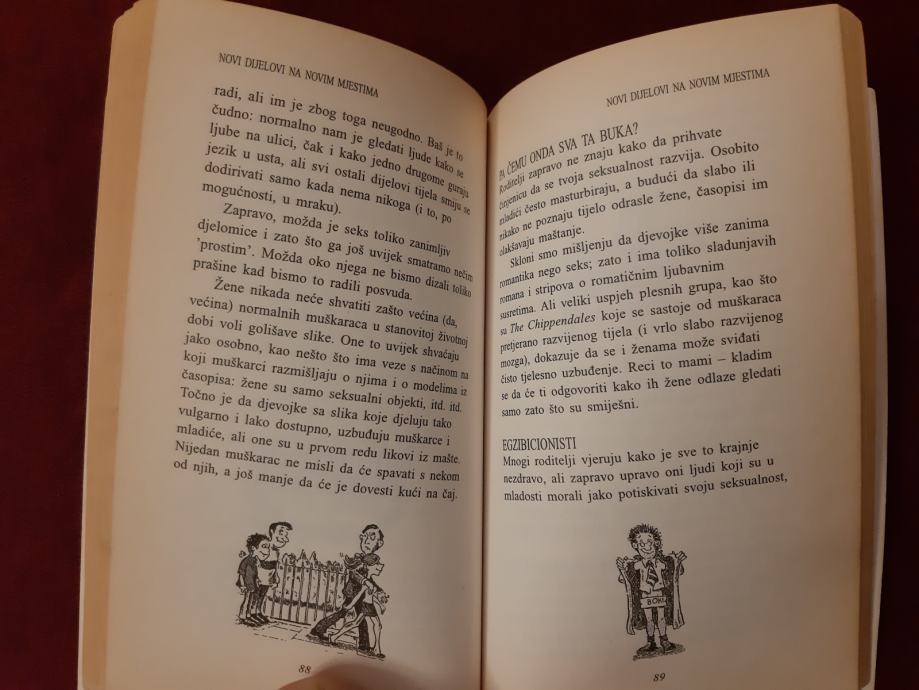 NOVI DIJELOVI NA NOVIM MJESTIMA
radi, ali im je zbog toga neugodno. Baš je to
čudno: normalno nam je gledati ljude kako se
ljube na ulici, čak i kako jedno drugome guraju
jezik u usta, ali svi ostali dijelovi tijela smiju se
dodirivati samo kada nema nikoga (i to, po
mogućnosti, u mraku).
Zapravo, možda je seks toliko zanimljiv
djelomice i zato što ga još uvijek smatramo nečim
'prostim'. Možda oko njega ne bismo dizali toliko
prašine kad bismo to radili posvuda.
Žene nikada neće shvatiti zašto većina (da,
većina) normalnih muškaraca u stanovitoj životnoj
dobi voli golišave slike. One to uvijek shvaćaju
jako osobno, kao nešto što ima veze s načinom na
koji muškarci razmišljaju o njima i o modelima iz
časopisa: žene su samo seksualni objekti, itd. itd.
Točno je da djevojke sa slika koje djeluju tako
vulgarno i lako dostupno, uzbuđuju muškarce i
mladiće, ali one su u prvom redu likovi iz mašte.
Nijedan muškarac ne misli da će spavati s nekom
od njih, a još manje da će je dovesti kući na čaj.
88
NOVI DIJELOVI NA NOVIM MJESTIMA
PA ČEMU ONDA SVA TA BUKA?
Roditelji zapravo ne znaju kako da prihvate
činjenicu da se tvoja seksualnost razvija. Osobito
mladići često masturbiraju, a budući da slabo ili
nikako ne poznaju tijelo odrasle žene, časopisi im
olakšavaju maštanje.
Skloni smo mišljenju da djevojke više zanima
romantika nego seks; zato i ima toliko sladunjavih
romana i stripova o romatičnim ljubavnim
susretima. Ali veliki uspjeh plesnih grupa, kao što
su The Chippendales koje se sastoje od muškaraca
pretjerano razvijenog tijela (i vrlo slabo razvijenog
mozga), dokazuje da se i ženama može sviđati
čisto tjelesno uzbuđenje. Reci to mami – kladim
se da će ti odgovoriti kako ih žene odlaze gledati
samo zato što su smiješni.
EGZIBICIONISTI
Mnogi roditelji vjeruju kako je sve to krajnje
nezdravo, ali zapravo upravo oni ljudi koji su u
mladosti morali jako potiskivati svoju seksualnost,
89